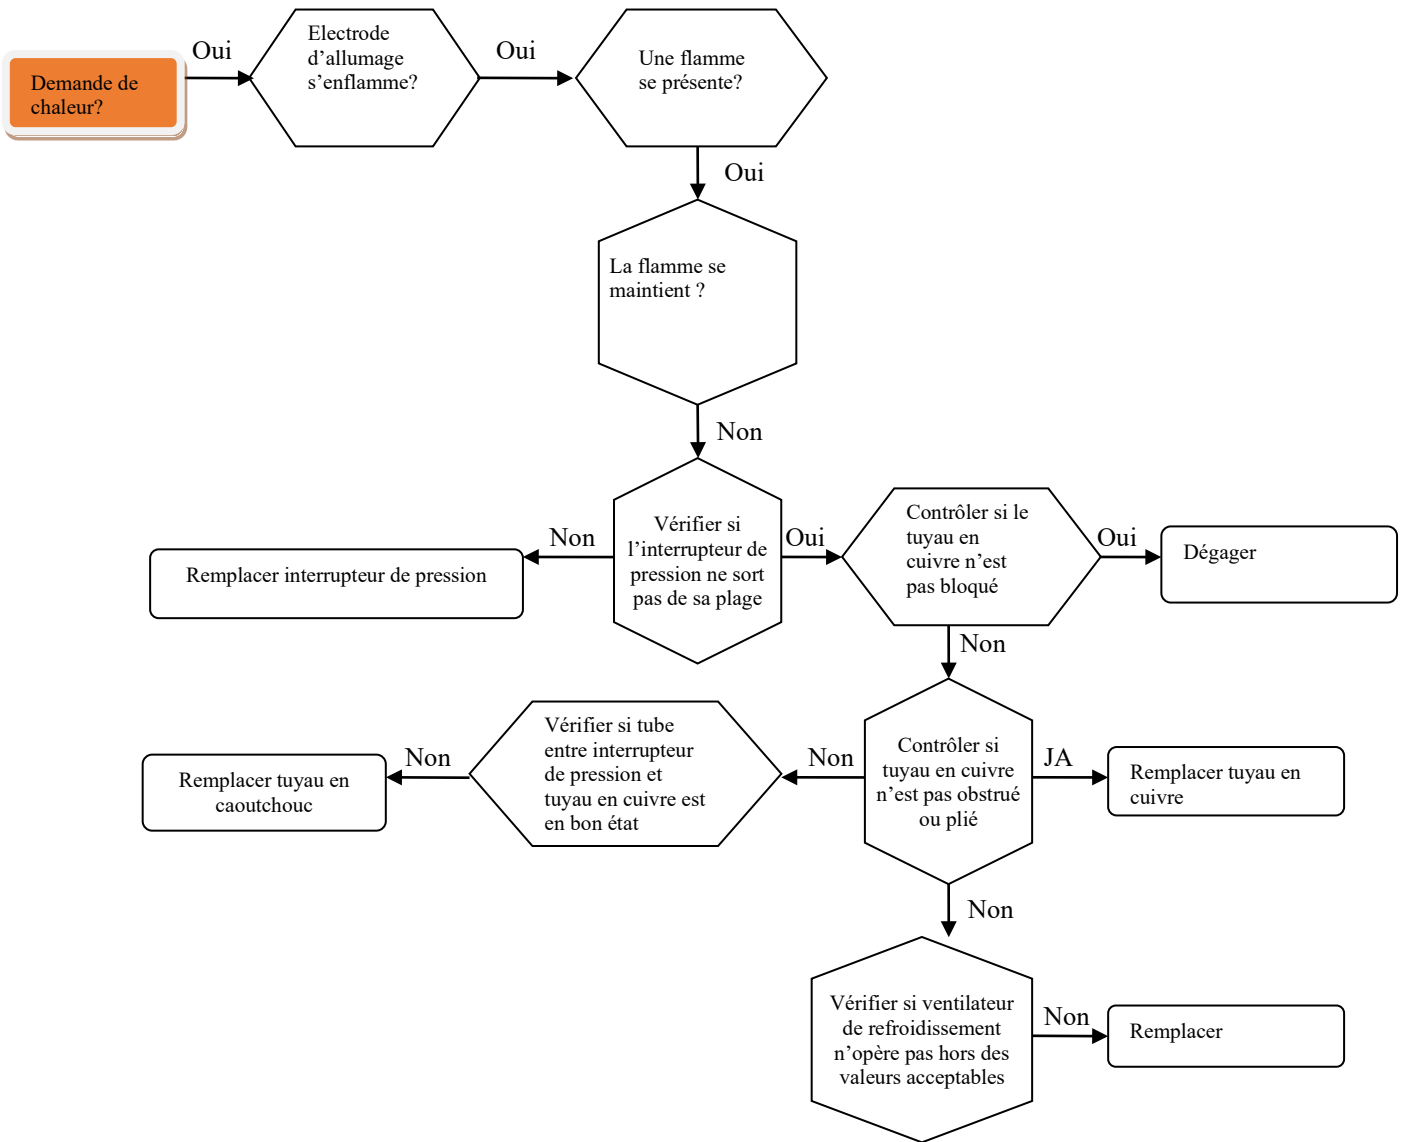 Demande de
chaleur?
Oui
Electrode
d’allumage
s’enflamme?
Oui
Une flamme
se présente?
Oui
La flamme se
maintient ?
Non
Vérifier si
l’interrupteur de
pression ne sort
pas de sa plage
Non
Remplacer interrupteur de pression
Oui
Contrôler si le
tuyau en
cuivre n’est
pas bloqué
Oui
Dégager
Non
Contrôler si
tuyau en cuivre
n’est pas obstrué
ou plié
JA
Remplacer tuyau en
cuivre
Non
Vérifier si tube
entre interrupteur
de pression et
tuyau en cuivre est
en bon état
Non
Remplacer tuyau en
caoutchouc
Non
Vérifier si ventilateur
de refroidissement
n’opère pas hors des
valeurs acceptables
Non
Remplacer